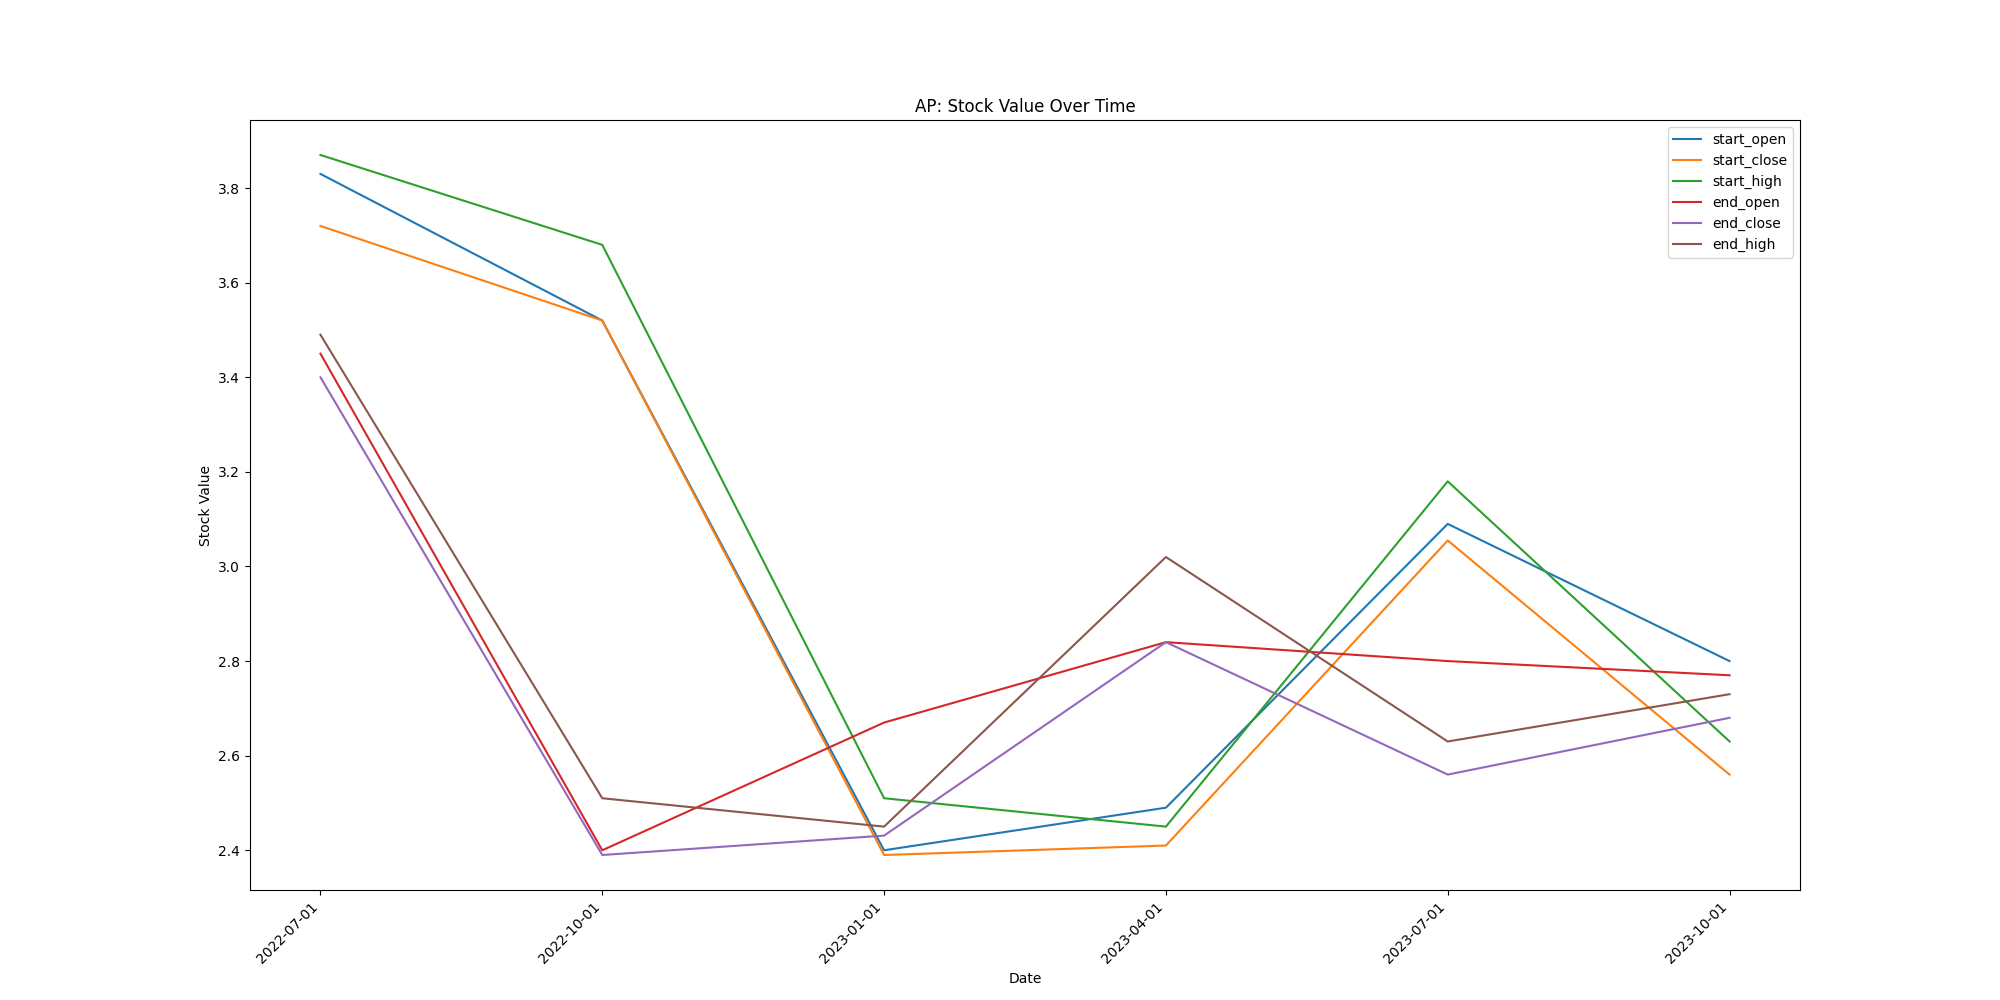 AP: Stock Value Over Time
start_open
start_close
start_high
end_open
end_close
end_high
Stock Value
3.8
3.6
3.4
3.2
3.0
2.8
2.6
2.4
2022-07-01
2022-10-01
2023-01-01
2023-04-01
2023-07-01
2023-10-01
Date